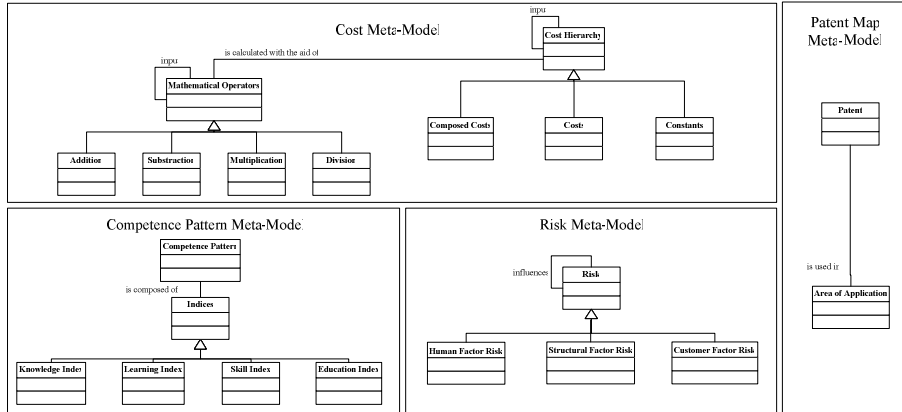 Cost Meta-Model
inpu
Cost Hierarchy
is calculated with the aid of
inpu
Mathematical Operators
Composed Costs
Costs
Constants
Addition
Substraction
Multiplication
Division
Patent Map
Meta-Model
Patent
is used in
Area of Application
Competence Pattern Meta-Model
Competence Pattern
is composed of
Indices
Knowledge Index
Learning Index
Skill Index
Education Index
Risk Meta-Model
influences
Risk
Human Factor Risk
Structural Factor Risk
Customer Factor Risk